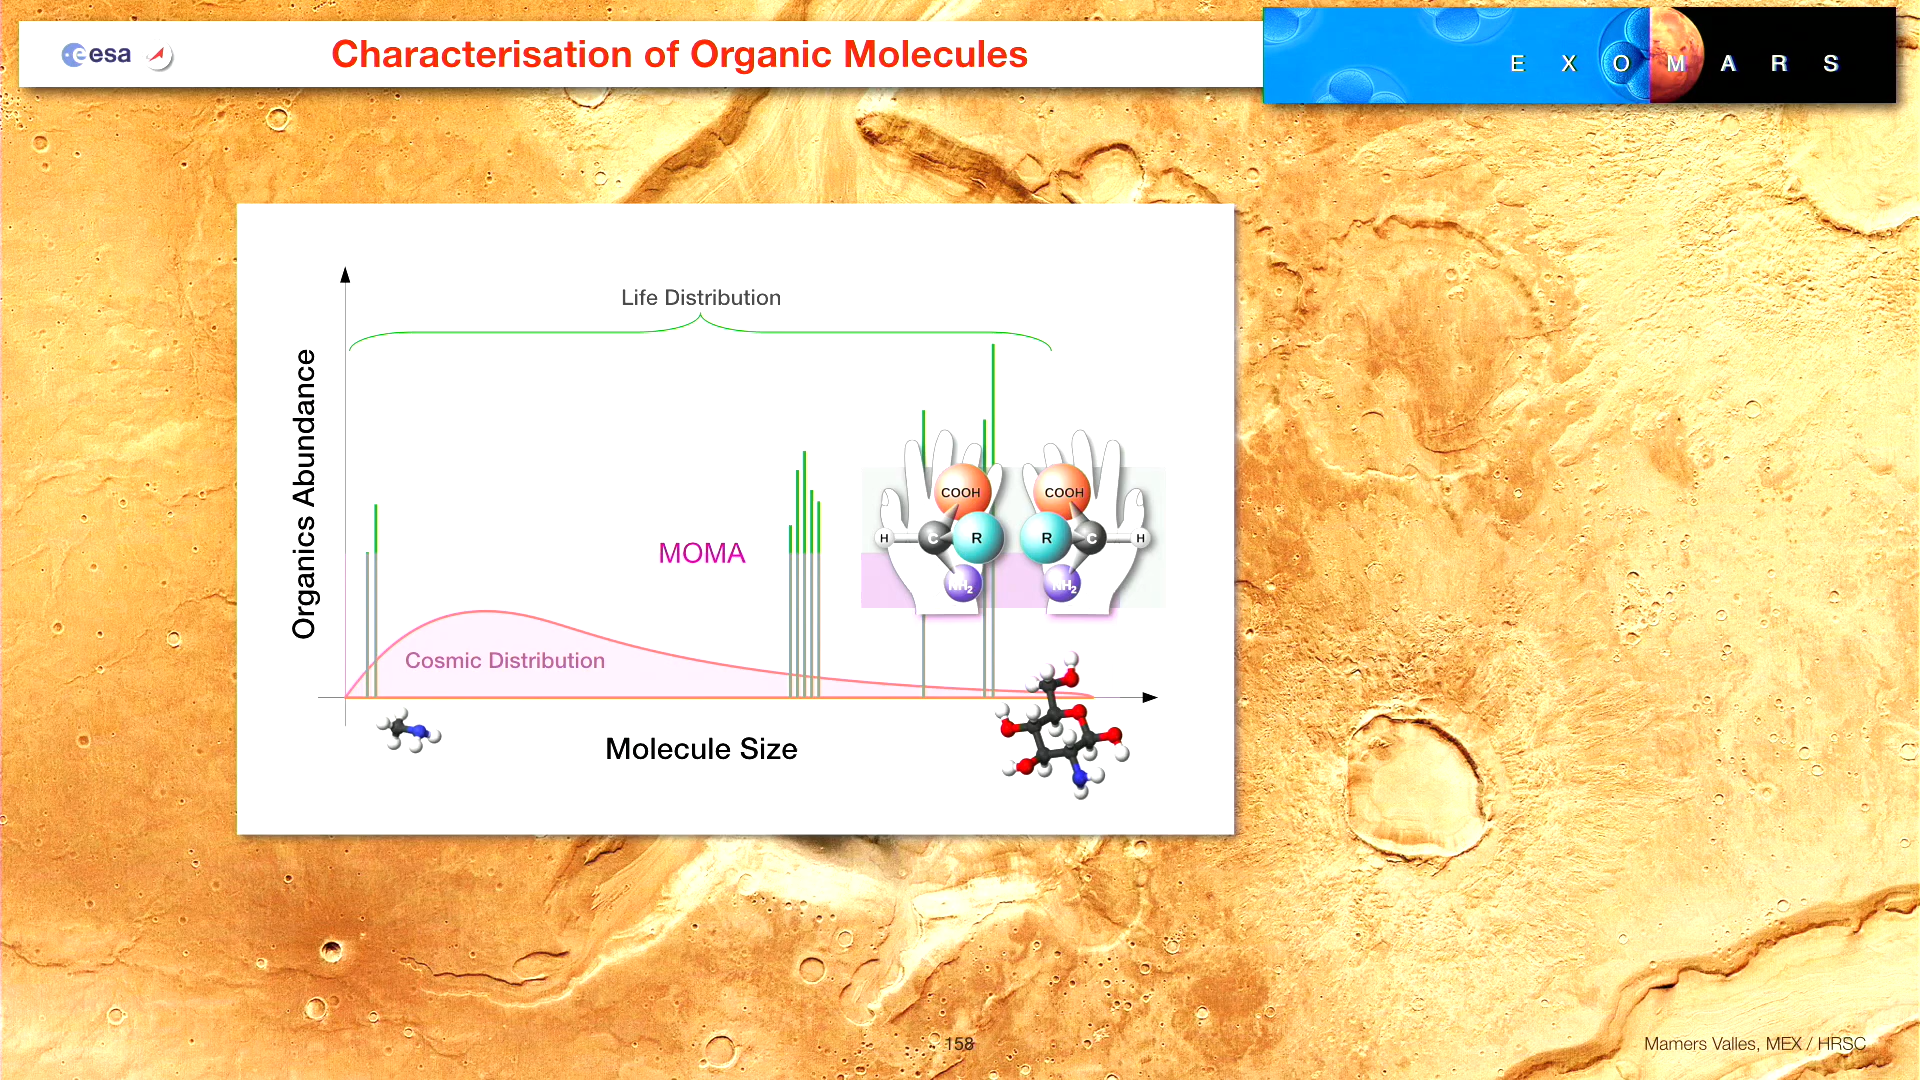 esa
Characterisation of Organic Molecules
E X O M A R S
Life Distribution
Organics Abundance
MOMA
COOH
H
C
R
NH2
COOH
R
C
H
NH2
Cosmic Distribution
Molecule Size
158
Mamers Valles, MEX / HRSC